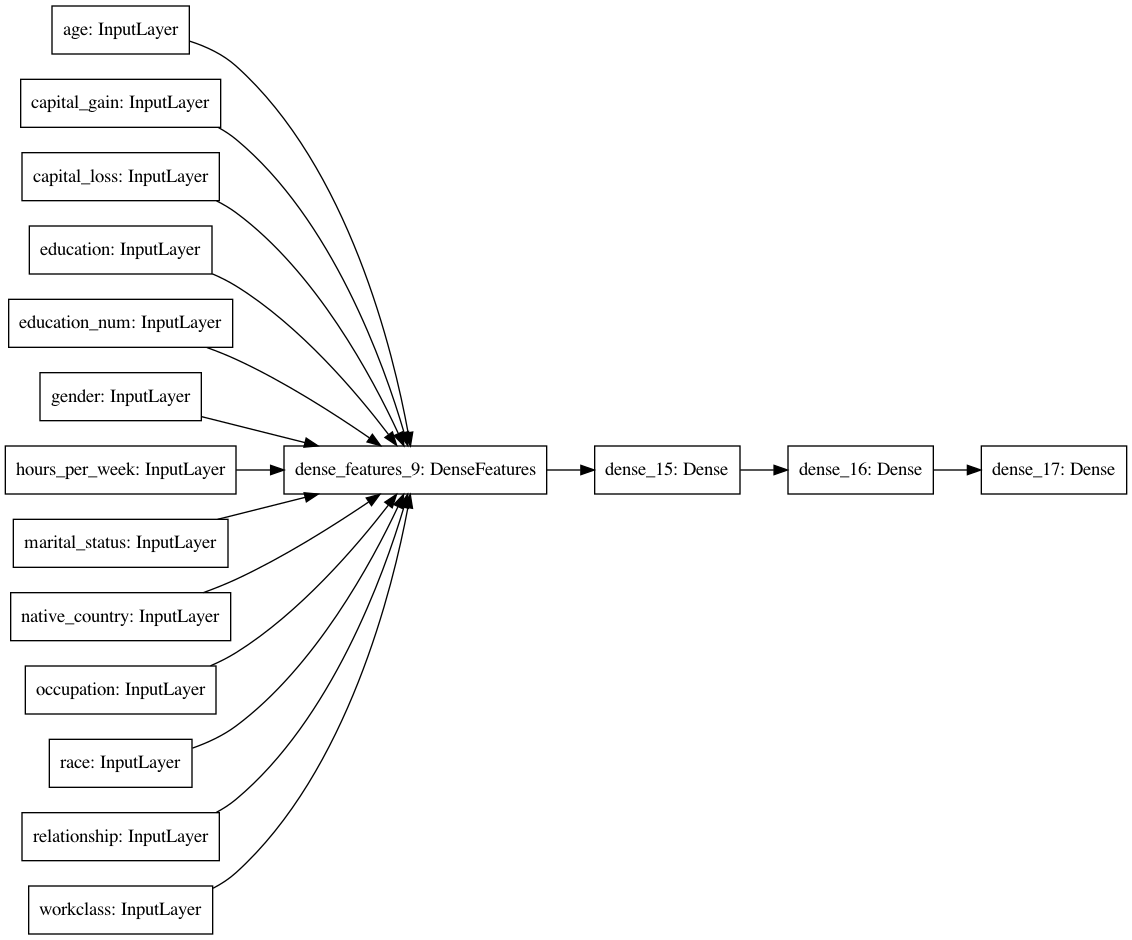 age: InputLayer
capital_gain: InputLayer
capital_loss: InputLayer
education: InputLayer
education_num: InputLayer
gender: InputLayer
hours_per_week: InputLayer
dense_features_9: DenseFeatures
dense_15: Dense
dense_16: Dense
dense_17: Dense
marital_status: InputLayer
native_country: InputLayer
occupation: InputLayer
race: InputLayer
relationship: InputLayer
workclass: InputLayer